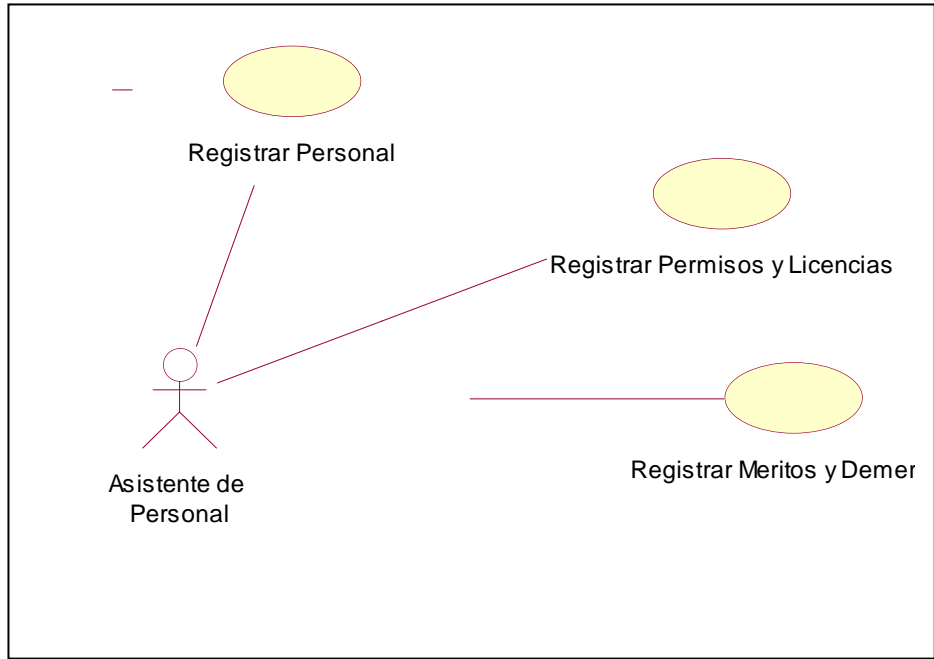 Registrar Personal
Registrar Permisos y Licencias
Registrar Meritos y Demer
Asistente de
Personal